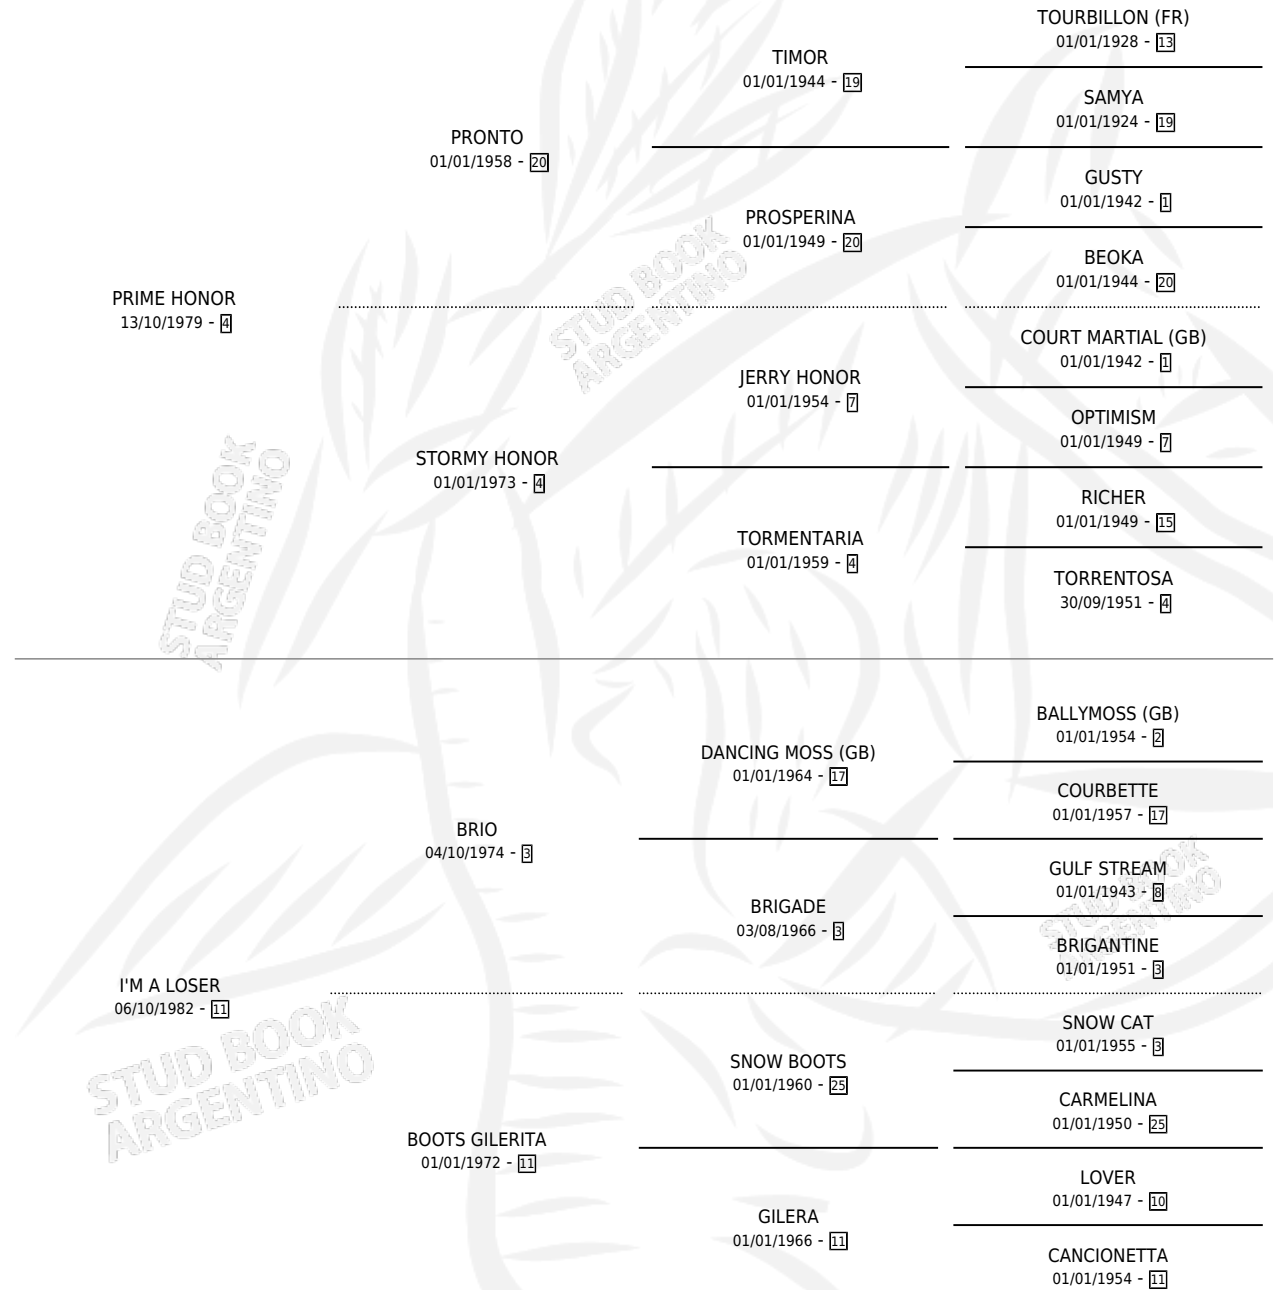 TOURBILLON (FR)
01/01/1928 - 13
TIMOR
01/01/1944 - 19
SAMYA
01/01/1924 - 19
PRONTO
01/01/1958 - 20
GUSTY
01/01/1942 - 1
PROSPERINA
01/01/1949 - 20
BEOKA
01/01/1944 - 20
PRIME HONOR
13/10/1979 - 4
COURT MARTIAL (GB)
01/01/1942 - 1
JERRY HONOR
01/01/1954 - 7
OPTIMISM
01/01/1949 - 7
STORMY HONOR
01/01/1973 - 4
RICHER
01/01/1949 - 15
TORMENTARIA
01/01/1959 - 4
TORRENTOSA
30/09/1951 - 4
BALLYMOSS (GB)
01/01/1954 - 2
DANCING MOSS (GB)
01/01/1964 - 17
COURBETTE
01/01/1957 - 17
BRIO
04/10/1974 - 3
GULF STREAM
01/01/1943 - 8
BRIGADE
03/08/1966 - 3
BRIGANTINE
01/01/1951 - 3
I'M A LOSER
06/10/1982 - 11
SNOW CAT
01/01/1955 - 3
SNOW BOOTS
01/01/1960 - 25
CARMELINA
01/01/1950 - 25
BOOTS GILERITA
01/01/1972 - 11
LOVER
01/01/1947 - 10
GILERA
01/01/1966 - 11
CANCIONETTA
01/01/1954 - 11
STUD BOOK
ARGENTINO
STUD BOOK
ARGENTINO
STUD BOOK
ARGENTINO
STUD BOOK
ARGENTINO